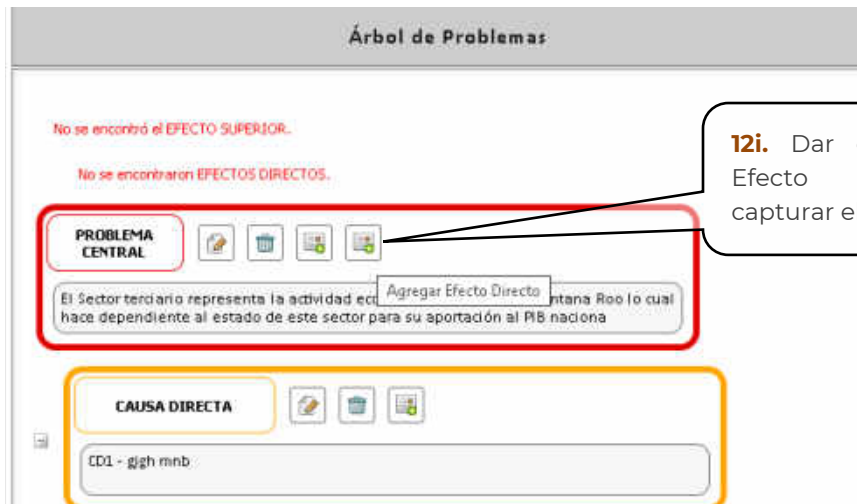 Árbol de Problemas
No se encontró el EFECTO SUPERIOR.
No se encontraron EFECTOS DIRECTOS.
12i. Dar
Efecto
capturar e
PROBLEMA
CENTRAL
Agregar Efecto Directo
El Sector terciario representa la actividad ecc ntana Roo lo cual
hace dependiente al estado de este sector para su aportación al PIB naciona
CAUSA DIRECTA
CD1 - gjgh mnb